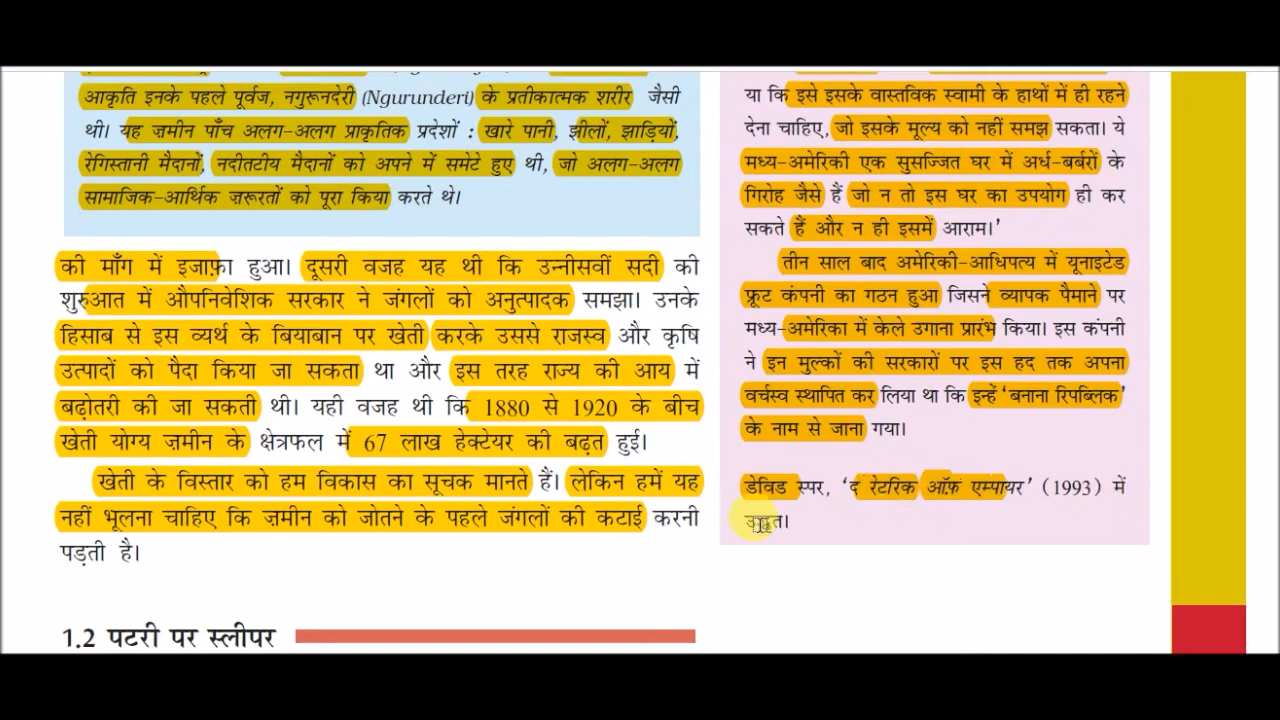 आकृति इनके पहले पूर्वज, नगुरूनदेरी (Ngurunderi) के प्रतीकात्मक शरीर जैसी
थी। यह ज़मीन पाँच अलग-अलग प्राकृतिक प्रदेशों : खारे पानी, झीलों, झाड़ियों,
रेगिस्तानी मैदानों, नदीतटीय मैदानों को अपने में समेटे हुए थी, जो अलग-अलग
सामाजिक-आर्थिक ज़रूरतों को पूरा किया करते थे।
की माँग में इजाफ़ा हुआ। दूसरी वजह यह थी कि उन्नीसवीं सदी की
शुरुआत में औपनिवेशिक सरकार ने जंगलों को अनुत्पादक समझा। उनके
हिसाब से इस व्यर्थ के बियाबान पर खेती करके उससे राजस्व और कृषि
उत्पादों को पैदा किया जा सकता था और इस तरह राज्य की आय में
बढ़ोतरी की जा सकती थी। यही वजह थी कि 1880 से 1920 के बीच
खेती योग्य ज़मीन के क्षेत्रफल में 67 लाख हेक्टेयर की बढ़त हुई।
खेती के विस्तार को हम विकास का सूचक मानते हैं। लेकिन हमें यह
नहीं भूलना चाहिए कि ज़मीन को जोतने के पहले जंगलों की कटाई करनी
पड़ती है।
1.2 पटरी पर स्लीपर
या कि इसे इसके वास्तविक स्वामी के हाथों में ही रहने
देना चाहिए, जो इसके मूल्य को नहीं समझ सकता। ये
मध्य-अमेरिकी एक सुसज्जित घर में अर्ध-बर्बरों के
गिरोह जैसे हैं जो न तो इस घर का उपयोग ही कर
सकते हैं और न ही इसमें आराम।'
तीन साल बाद अमेरिकी-आधिपत्य में यूनाइटेड
फ्रूट कंपनी का गठन हुआ जिसने व्यापक पैमाने पर
मध्य-अमेरिका में केले उगाना प्रारंभ किया। इस कंपनी
ने इन मुल्कों की सरकारों पर इस हद तक अपना
वर्चस्व स्थापित कर लिया था कि इन्हें 'बनाना रिपब्लिक'
के नाम से जाना गया।
डेविड स्पर, 'द रेटरिक ऑफ़ एम्पायर' (1993) में
उद्धृत।